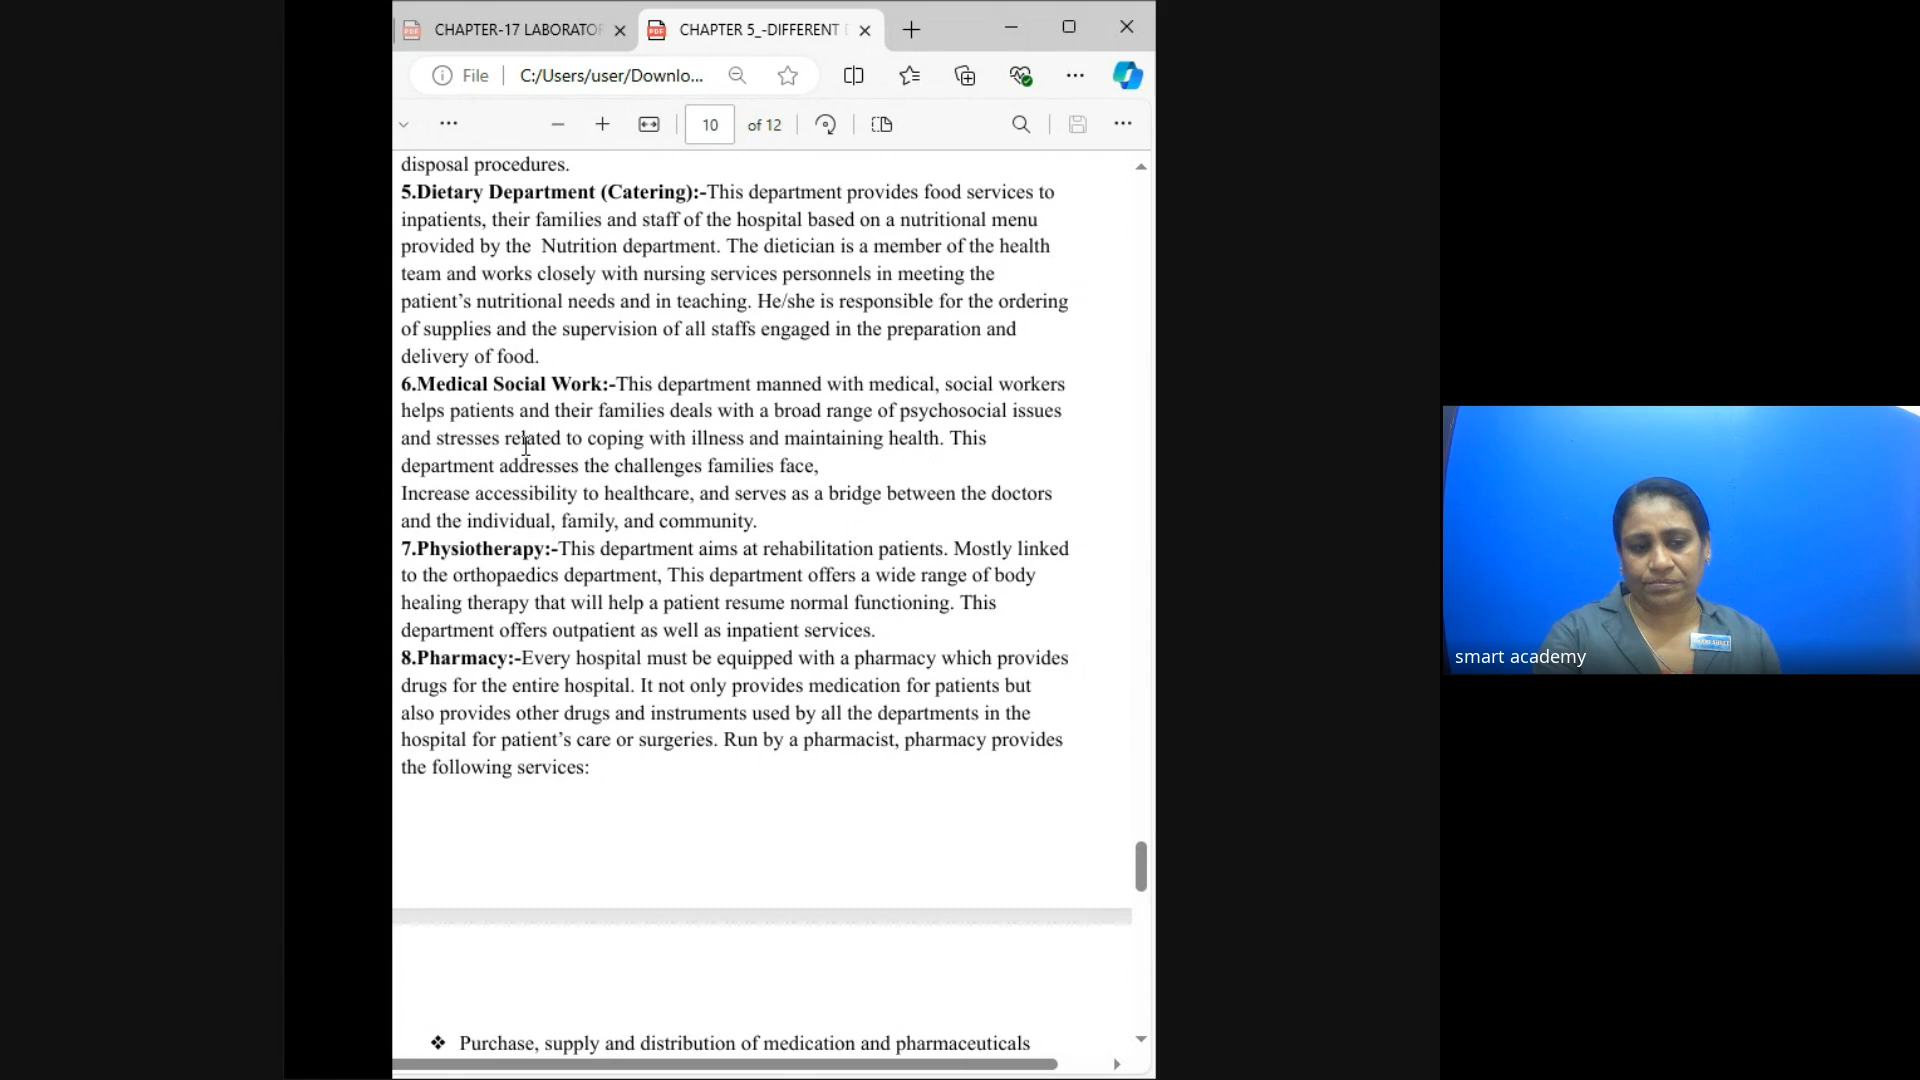 CHAPTER-17 LABORATOR
CHAPTER 5_-DIFFERENT
File
C:/Users/user/Downlo...
10
of 12
disposal procedures.
5.Dietary Department (Catering):-This department provides food services to
inpatients, their families and staff of the hospital based on a nutritional menu
provided by the  Nutrition department. The dietician is a member of the health
team and works closely with nursing services personnels in meeting the
patient’s nutritional needs and in teaching. He/she is responsible for the ordering
of supplies and the supervision of all staffs engaged in the preparation and
delivery of food.
6.Medical Social Work:-This department manned with medical, social workers
helps patients and their families deals with a broad range of psychosocial issues
and stresses related to coping with illness and maintaining health. This
department addresses the challenges families face,
Increase accessibility to healthcare, and serves as a bridge between the doctors
and the individual, family, and community.
7.Physiotherapy:-This department aims at rehabilitation patients. Mostly linked
to the orthopaedics department, This department offers a wide range of body
healing therapy that will help a patient resume normal functioning. This
department offers outpatient as well as inpatient services.
8.Pharmacy:-Every hospital must be equipped with a pharmacy which provides
drugs for the entire hospital. It not only provides medication for patients but
also provides other drugs and instruments used by all the departments in the
hospital for patient’s care or surgeries. Run by a pharmacist, pharmacy provides
the following services:
❖ Purchase, supply and distribution of medication and pharmaceuticals
smart academy